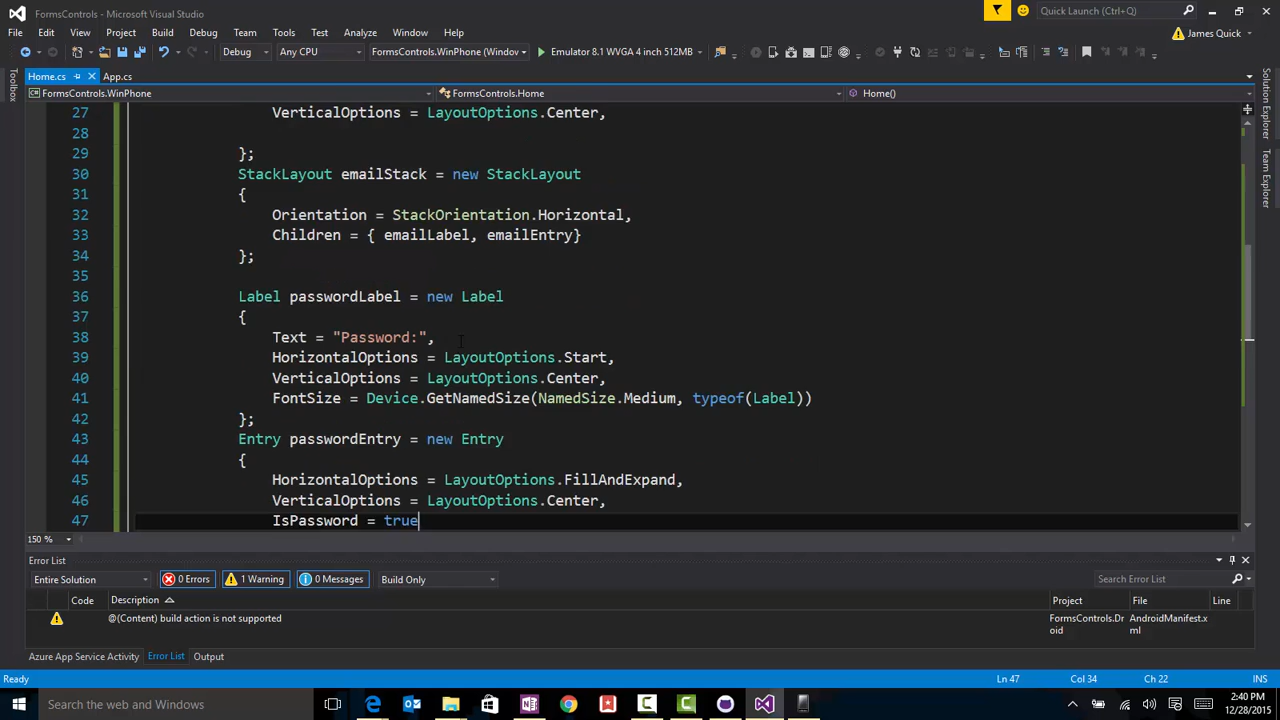 FormsControls - Microsoft Visual Studio
Quick Launch (Ctrl+Q)
File Edit View Project Build Debug Team Tools Test Analyze Window Help
James Quick
Debug Any CPU FormsControls.WinPhone (Window Emulator 8.1 WVGA 4 inch 512MB
Home.cs App.cs
Toolbox
Solution Explorer
Team Explorer
FormsControls.WinPhone FormsControls.Home Home()
27 VerticalOptions = LayoutOptions.Center,
28
29 };
30 StackLayout emailStack = new StackLayout
31 {
32 Orientation = StackOrientation.Horizontal,
33 Children = { emailLabel, emailEntry}
34 };
35
36 Label passwordLabel = new Label
37 {
38 Text = "Password:",
39 HorizontalOptions = LayoutOptions.Start,
40 VerticalOptions = LayoutOptions.Center,
41 FontSize = Device.GetNamedSize(NamedSize.Medium, typeof(Label))
42 };
43 Entry passwordEntry = new Entry
44 {
45 HorizontalOptions = LayoutOptions.FillAndExpand,
46 VerticalOptions = LayoutOptions.Center,
47 IsPassword = true
150 %
Error List
Entire Solution 0 Errors 1 Warning 0 Messages Build Only Search Error List
Code Description Project File Line
@(Content) build action is not supported FormsControls.Dr AndroidManifest.x
oid ml
Azure App Service Activity Error List Output
Ready Ln 47 Col 34 Ch 22 INS
Search the web and Windows
2:40 PM
12/28/2015